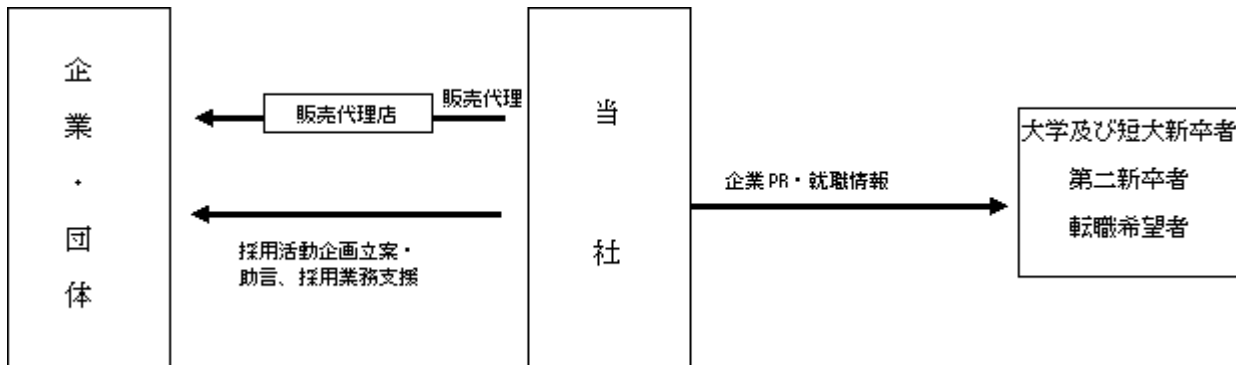 企業・団体
販売代理店
販売代理
採用活動企画立案・
助言、採用業務支援
当社
企業PR・就職情報
大学及び短大新卒者
第二新卒者
転職希望者